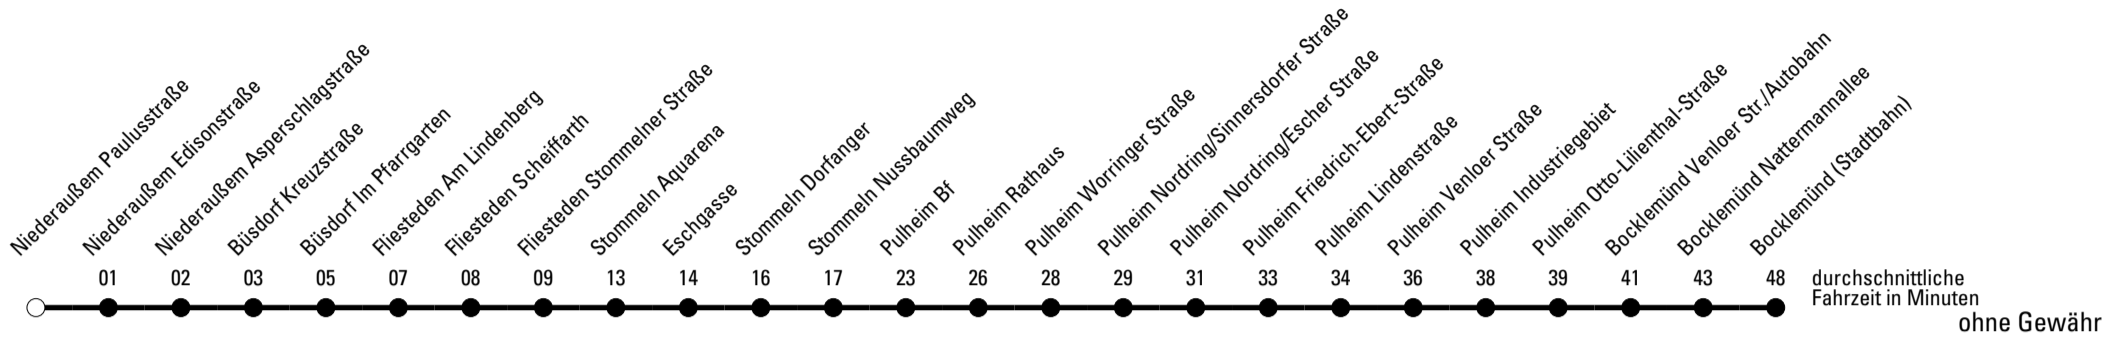 Niederaußem Paulusstraße
Niederaußem Edisonstraße
Niederaußem Asperschlagstraße
Büsdorf Kreuzstraße
Büsdorf Im Pfarrgarten
Fliesteden Am Lindenberg
Fliesteden Scheiffarth
Fliesteden Stommelner Straße
Stommeln Aquarena
Eschgasse
Stommeln Dorfanger
Stommeln Nussbaumweg
Pulheim Bf
Pulheim Rathaus
Pulheim Worringer Straße
Pulheim Nordring/Sinnersdorfer Straße
Pulheim Nordring/Escher Straße
Pulheim Friedrich-Ebert-Straße
Pulheim Lindenstraße
Pulheim Venloer Straße
Pulheim Industriegebiet
Pulheim Otto-Lilienthal-Straße
Bocklemünd Venloer Str./Autobahn
Bocklemünd Nattermannallee
Bocklemünd (Stadtbahn)
01 02 03 05 07 08 09 13 14 16 17 23 26 28 29 31 33 34 36 38 39 41 43 48 durchschnittliche
Fahrzeit in Minuten
ohne Gewähr